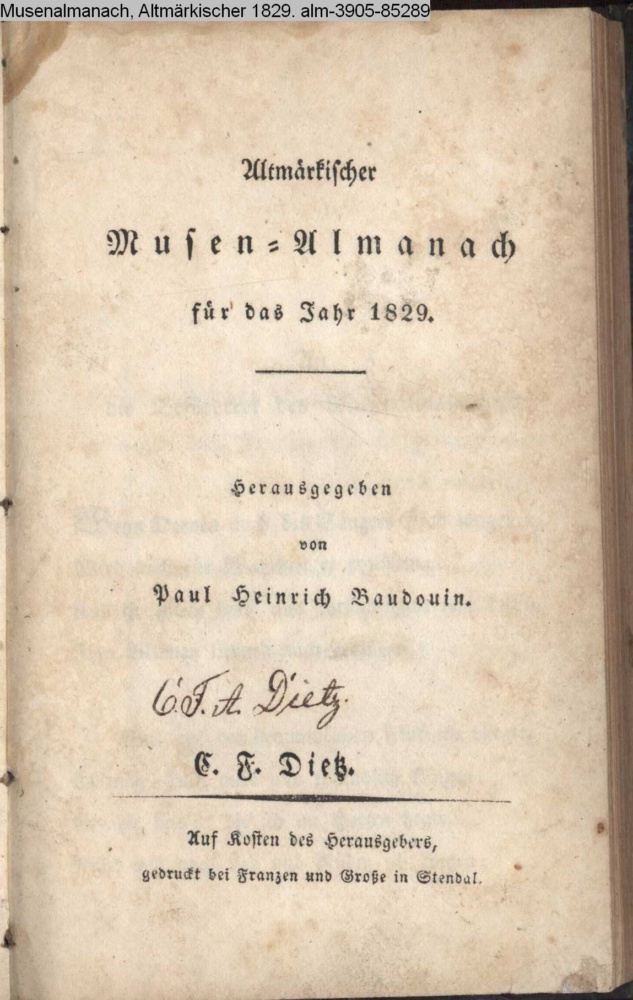 Musenalmanach, Altmärkischer 1829. alm-3905-85289
Altmärkischer
Musen-Almanach
für das Jahr 1829.
Herausgegeben
von
Paul Heinrich Baudouin.
C. F. A. Dietz.
C. F. Dietz.
Auf Kosten des Herausgebers,
gedruckt bei Franzen und Große in Stendal.